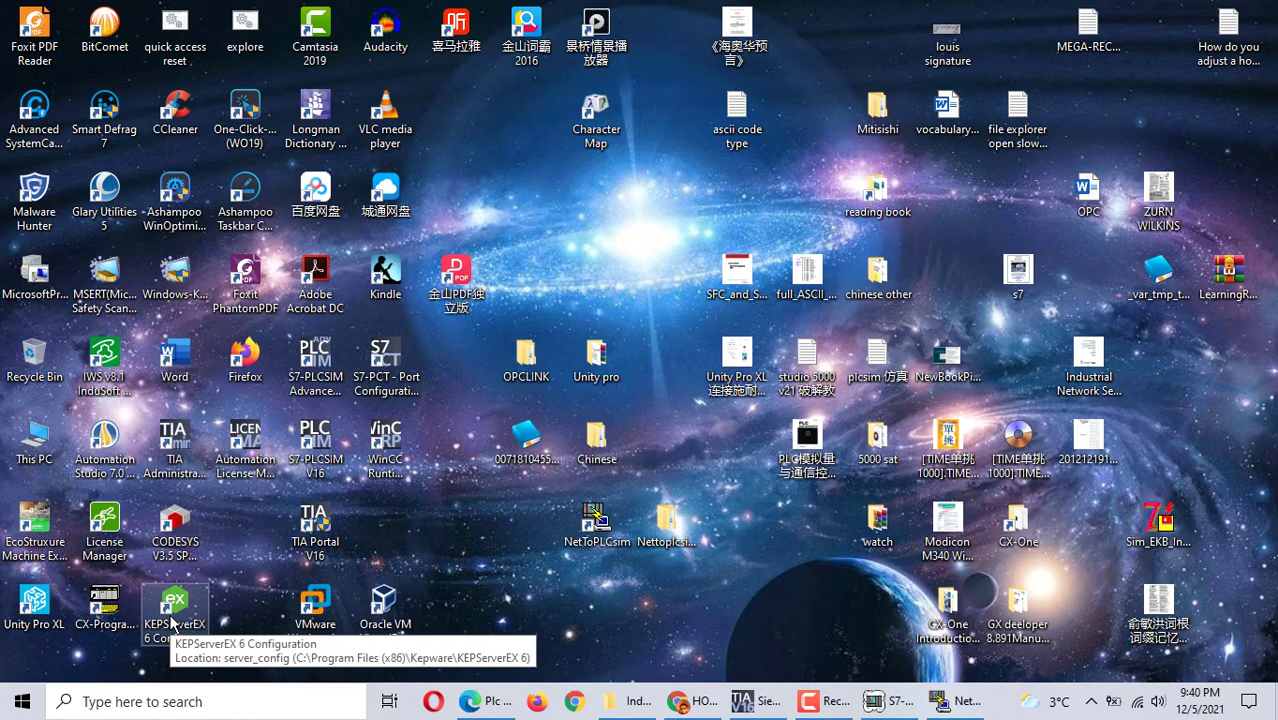 Foxit PDF Reader
BitComet
quick access reset
explore
Camtasia 2019
Audacity
喜马拉雅
金山词霸 2016
《海奥华预言》
louis signature
MEGA-REC...
How do you adjust a ho...
Advanced SystemCa...
Smart Defrag 7
CCleaner
One-Click-... (WO19)
Longman Dictionary ...
VLC media player
Character Map
ascii code type
Mitisishi
vocabulary...
file explorer open slow...
Malware Hunter
Glary Utilities 5
Ashampoo WinOptimi...
Ashampoo Taskbar C...
百度网盘
城通网盘
reading book
OPC
ZURN WILKINS
MicrosoftPr...
MSERT(Mic... Safety Scan...
Windows-K...
Foxit PhantomPDF
Adobe Acrobat DC
Kindle
金山PDF独立版
SFC_and_S...
full_ASCII_...
chinese other
s7
_var_tmp_t...
LearningR...
Recycle Bin
IWS v8.1 InduSoft ...
Word
Firefox
S7-PLCSIM Advance...
S7-PCT - Port Configurati...
OPCLINK
Unity pro
Unity Pro XL 连接施耐...
studio 5000 v21 破解教
plcsim 仿真
NewBookPi...
Industrial Network Se...
This PC
Automation Studio 7.0 ...
TIA Administra...
Automation License M...
S7-PLCSIM V16
WinCC Runti...
0071810455...
Chinese
PLC模拟量与通信控...
5000 sat
[TIME单挑1000].TIME...
[TIME单挑1000].TIME...
201212191...
EcoStruxure Machine Ex...
License Manager
CODESYS V3.5 SP...
TIA Portal V16
NetToPLCsim
Nettoplcsi...
watch
Modicon M340 Wi...
CX-One
Sim_EKB_In...
Unity Pro XL
CX-Progra...
KEPServerEX
VMware
Oracle VM
CX-One Introductio...
GX deeloper 8.891Manu...
俞敏洪词根词缀记忆...
KEPServerEX 6 Configuration
Location: server_config (C:\Program Files (x86)\Kepware\KEPServerEX 6)
Type here to search
Plc ...
Ind...
HO...
Sie...
Rec...
S7-...
Net...
3°C
9:40 PM
12/5/2021